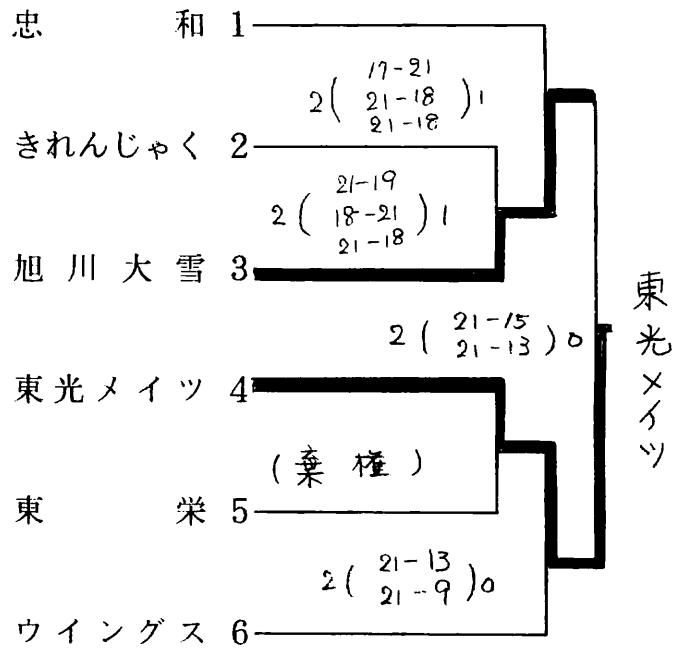 忠和 1
17-21
2 ( 21-18 ) 1
21-18
きれんじゃく 2
21-19
2 ( 18-21 ) 1
21-18
旭川大雪 3
2 ( 21-15 ) 0
21-13
東光メイツ
東光メイツ 4
(棄権)
東栄 5
2 ( 21-13 ) 0
21-9
ウイングス 6